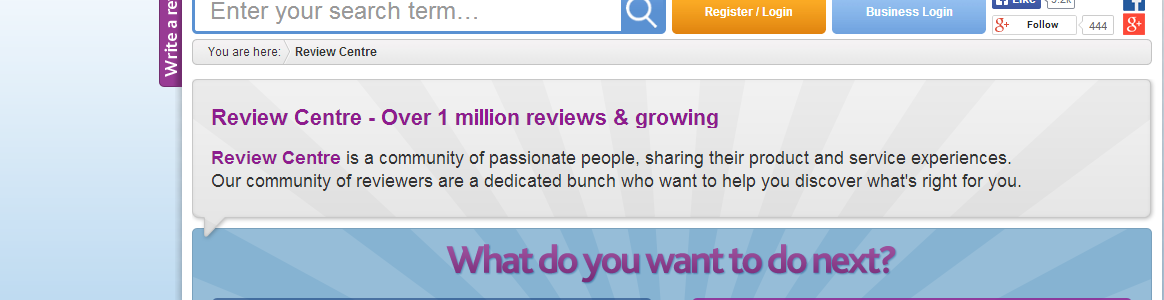 Enter your search term...
Register / Login
Business Login
Like
Follow
444
Write a re
You are here: Review Centre
Review Centre - Over 1 million reviews & growing
Review Centre is a community of passionate people, sharing their product and service experiences.
Our community of reviewers are a dedicated bunch who want to help you discover what's right for you.
What do you want to do next?